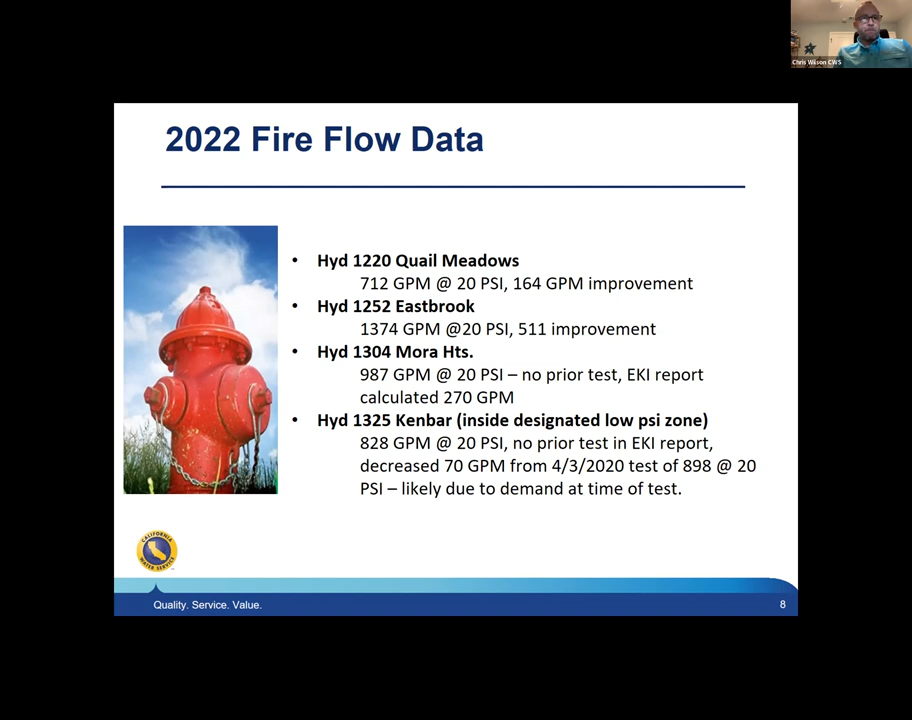 Chris Wilson CWS
2022 Fire Flow Data
• Hyd 1220 Quail Meadows
712 GPM @ 20 PSI, 164 GPM improvement
• Hyd 1252 Eastbrook
1374 GPM @20 PSI, 511 improvement
• Hyd 1304 Mora Hts.
987 GPM @ 20 PSI – no prior test, EKI report
calculated 270 GPM
• Hyd 1325 Kenbar (inside designated low psi zone)
828 GPM @ 20 PSI, no prior test in EKI report,
decreased 70 GPM from 4/3/2020 test of 898 @ 20
PSI – likely due to demand at time of test.
CALIFORNIA
WATER SERVICE
Quality. Service. Value.
8